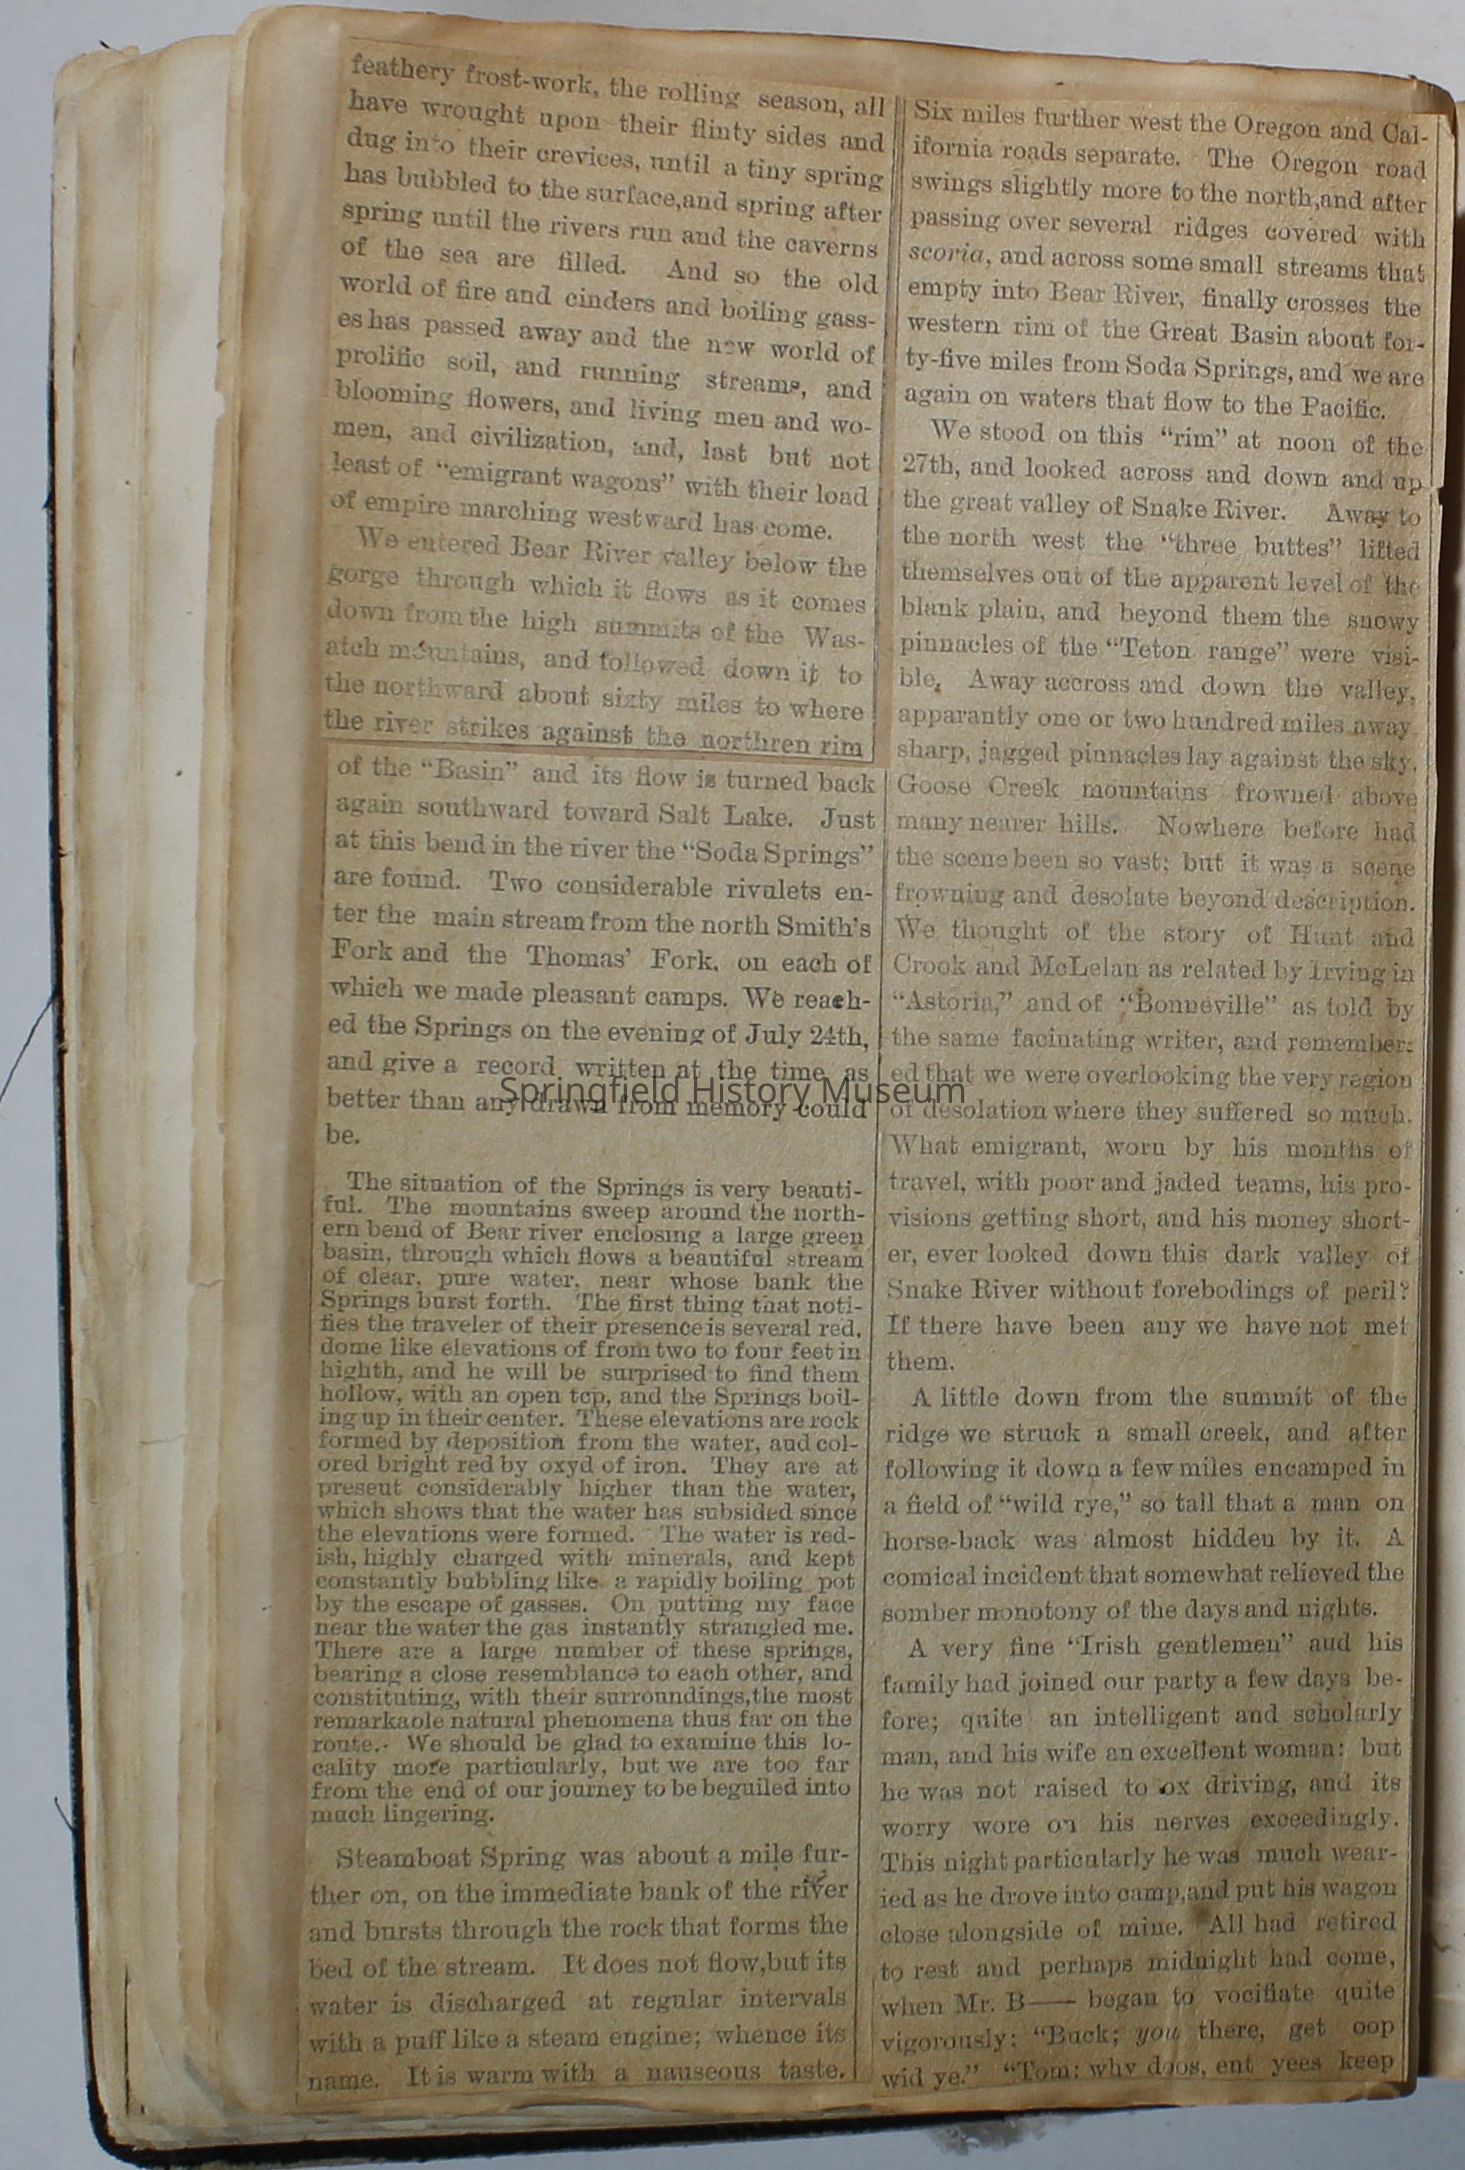 feathery frost-work, the rolling season, all
have wrought upon their flinty sides and
dug into their crevices, until a tiny spring
has bubbled to the surface,and spring after
spring until the rivers run and the caverns
of the sea are filled. And so the old
world of fire and cinders and boiling gass-
es has passed away and the new world of
prolific soil, and running streams, and
blooming flowers, and living men and wo-
men, and civilization, and, last but not
least of "emigrant wagons" with their load
of empire marching westward has come.
We entered Bear River valley below the
gorge through which it flows as it comes
down from the high summits of the Was-
atch mountains, and followed down it to
the northward about sixty miles to where
the river strikes against the northren rim
of the "Basin" and its flow is turned back
again southward toward Salt Lake. Just
at this bend in the river the "Soda Springs"
are found. Two considerable rivulets en-
ter the main stream from the north Smith's
Fork and the Thomas' Fork, on each of
which we made pleasant camps. We reach-
ed the Springs on the evening of July 24th,
and give a record written at the time, as
better than any drawn from memory could
be.
The situation of the Springs is very beauti-
ful. The mountains sweep around the north-
ern bend of Bear river enclosing a large green
basin, through which flows a beautiful stream
of clear, pure water, near whose bank the
Springs burst forth. The first thing that noti-
fies the traveler of their presence is several red,
dome like elevations of from two to four feet in
highth, and he will be surprised to find them
hollow, with an open top, and the Springs boil-
ing up in their center. These elevations are rock
formed by deposition from the water, and col-
ored bright red by oxyd of iron. They are at
present considerably higher than the water,
which shows that the water has subsided since
the elevations were formed. The water is red-
ish, highly charged with minerals, and kept
constantly bubbling like a rapidly boiling pot
by the escape of gasses. On putting my face
near the water the gas instantly strangled me.
There are a large number of these springs,
bearing a close resemblance to each other, and
constituting, with their surroundings,the most
remarkaole natural phenomena thus far on the
route. We should be glad to examine this lo-
cality more particularly, but we are too far
from the end of our journey to be beguiled into
much lingering.
Steamboat Spring was about a mile fur-
ther on, on the immediate bank of the river
and bursts through the rock that forms the
bed of the stream. It does not flow,but its
water is discharged at regular intervals
with a puff like a steam engine; whence its
name. It is warm with a nauseous taste.
Six miles further west the Oregon and Cal-
ifornia roads separate. The Oregon road
swings slightly more to the north,and after
passing over several ridges covered with
scoria, and across some small streams that
empty into Bear River, finally crosses the
western rim of the Great Basin about for-
ty-five miles from Soda Springs, and we are
again on waters that flow to the Pacific.
We stood on this "rim" at noon of the
27th, and looked across and down and up
the great valley of Snake River. Away to
the north west the "three buttes" lifted
themselves out of the apparent level of the
blank plain, and beyond them the snowy
pinnacles of the "Teton range" were visi-
ble. Away accross and down the valley,
apparantly one or two hundred miles away
sharp, jagged pinnacles lay against the sky.
Goose Creek mountains frowned above
many nearer hills. Nowhere before had
the scene been so vast; but it was a scene
frowning and desolate beyond description.
We thought of the story of Hunt and
Crook and McLelan as related by Irving in
"Astoria," and of "Bonneville" as told by
the same facinating writer, and remember-
ed that we were overlooking the very region
of desolation where they suffered so much.
What emigrant, worn by his months of
travel, with poor and jaded teams, his pro-
visions getting short, and his money short-
er, ever looked down this dark valley of
Snake River without forebodings of peril?
If there have been any we have not met
them.
A little down from the summit of the
ridge we struck a small creek, and after
following it down a few miles encamped in
a field of "wild rye," so tall that a man on
horse-back was almost hidden by it. A
comical incident that somewhat relieved the
somber monotony of the days and nights.
A very fine "Irish gentlemen" and his
family had joined our party a few days be-
fore; quite an intelligent and scholarly
man, and his wife an excellent woman: but
he was not raised to ox driving, and its
worry wore on his nerves exceedingly.
This night particularly he was much wear-
ied as he drove into camp,and put his wagon
close alongside of mine. All had retired
to rest and perhaps midnight had come,
when Mr. B—— began to vocifiate quite
vigorously: "Buck; you there, get oop
wid ye." "Tom: why doos, ent yees keep
Springfield History Museum